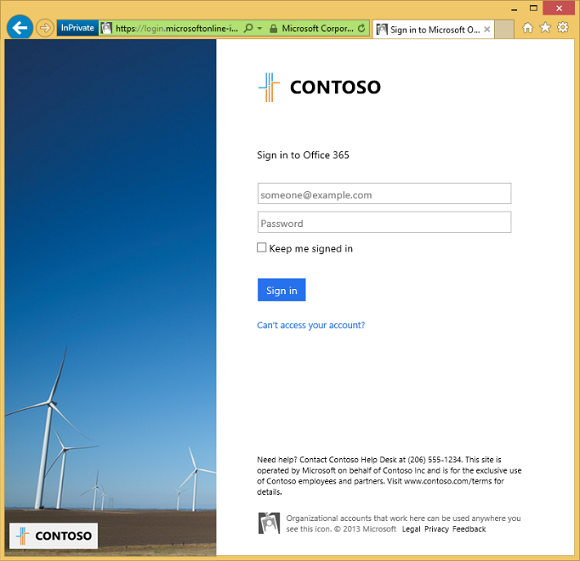 InPrivate
https://login.microsoftonline-i...
Microsoft Corpor...
Sign in to Microsoft O...
CONTOSO
Sign in to Office 365
someone@example.com
Password
Keep me signed in
Sign in
Can't access your account?
Need help? Contact Contoso Help Desk at (206) 555-1234. This site is
operated by Microsoft on behalf of Contoso Inc and is for the exclusive use
of Contoso employees and partners. Visit www.contoso.com/terms for
details.
Organizational accounts that work here can be used anywhere you
see this icon. © 2013 Microsoft Legal Privacy Feedback
CONTOSO